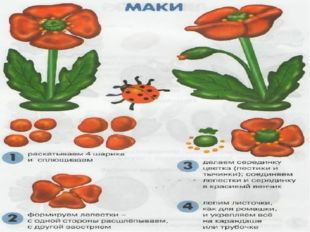 МАКИ
1 раскатываем 4 шарика
и сплющиваем
2 формируем лепестки –
с одной стороны расплющиваем,
с другой заостряем
3 делаем серединку
цветка (пестики и
тычинки); соединяем
лепестки и серединку
в красивый венчик
4 лепим листочки,
как для ромашки,
и укрепляем всё
на карандаше
или трубочке